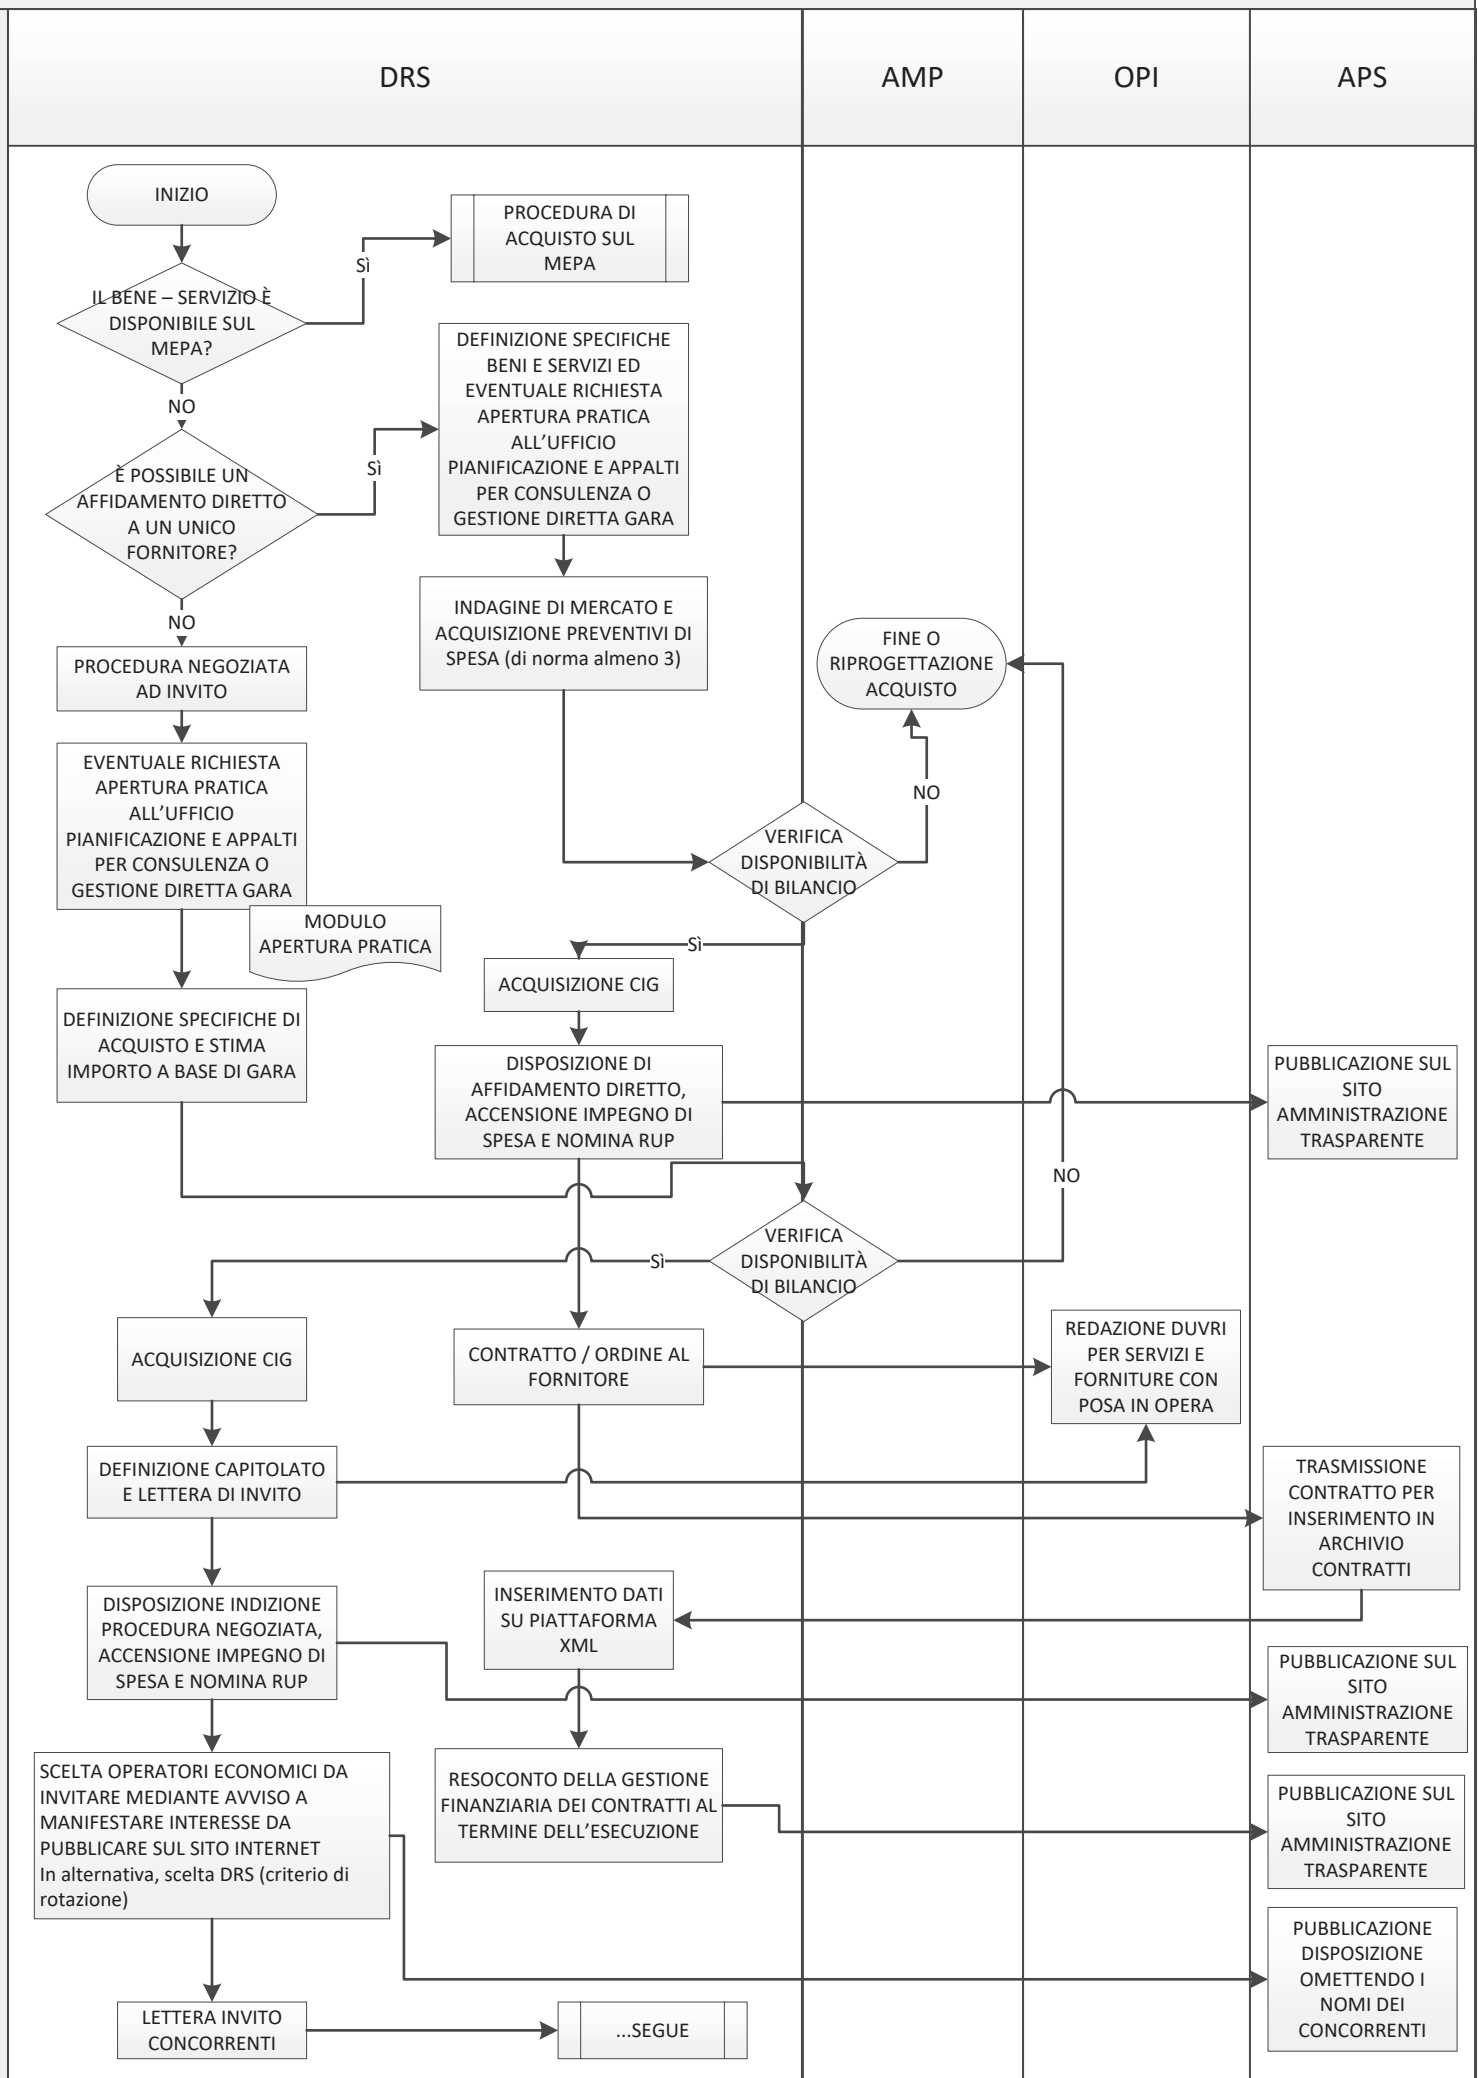 DRS
AMP
OPI
APS
INIZIO
PROCEDURA DI
ACQUISTO SUL
MEPA
Sì
IL BENE – SERVIZIO È
DISPONIBILE SUL
MEPA?
NO
DEFINIZIONE SPECIFICHE
BENI E SERVIZI ED
EVENTUALE RICHIESTA
APERTURA PRATICA
ALL'UFFICIO
PIANIFICAZIONE E APPALTI
PER CONSULENZA O
GESTIONE DIRETTA GARA
Sì
È POSSIBILE UN
AFFIDAMENTO DIRETTO
A UN UNICO
FORNITORE?
NO
INDAGINE DI MERCATO E
ACQUISIZIONE PREVENTIVI DI
SPESA (di norma almeno 3)
FINE O
RIPROGETTAZIONE
ACQUISTO
PROCEDURA NEGOZIATA
AD INVITO
EVENTUALE RICHIESTA
APERTURA PRATICA
ALL'UFFICIO
PIANIFICAZIONE E APPALTI
PER CONSULENZA O
GESTIONE DIRETTA GARA
NO
VERIFICA
DISPONIBILITÀ
DI BILANCIO
MODULO
APERTURA PRATICA
Sì
ACQUISIZIONE CIG
DEFINIZIONE SPECIFICHE DI
ACQUISTO E STIMA
IMPORTO A BASE DI GARA
DISPOSIZIONE DI
AFFIDAMENTO DIRETTO,
ACCENSIONE IMPEGNO DI
SPESA E NOMINA RUP
PUBBLICAZIONE SUL
SITO
AMMINISTRAZIONE
TRASPARENTE
NO
VERIFICA
DISPONIBILITÀ
DI BILANCIO
Sì
ACQUISIZIONE CIG
CONTRATTO / ORDINE AL
FORNITORE
REDAZIONE DUVRI
PER SERVIZI E
FORNITURE CON
POSA IN OPERA
DEFINIZIONE CAPITOLATO
E LETTERA DI INVITO
TRASMISSIONE
CONTRATTO PER
INSERIMENTO IN
ARCHIVIO
CONTRATTI
DISPOSIZIONE INDIZIONE
PROCEDURA NEGOZIATA,
ACCENSIONE IMPEGNO DI
SPESA E NOMINA RUP
INSERIMENTO DATI
SU PIATTAFORMA
XML
PUBBLICAZIONE SUL
SITO
AMMINISTRAZIONE
TRASPARENTE
SCELTA OPERATORI ECONOMICI DA
INVITARE MEDIANTE AVVISO A
MANIFESTARE INTERESSE DA
PUBBLICARE SUL SITO INTERNET
In alternativa, scelta DRS (criterio di
rotazione)
RESOCONTO DELLA GESTIONE
FINANZIARIA DEI CONTRATTI AL
TERMINE DELL'ESECUZIONE
PUBBLICAZIONE SUL
SITO
AMMINISTRAZIONE
TRASPARENTE
PUBBLICAZIONE
DISPOSIZIONE
OMETTENDO I
NOMI DEI
CONCORRENTI
LETTERA INVITO
CONCORRENTI
...SEGUE